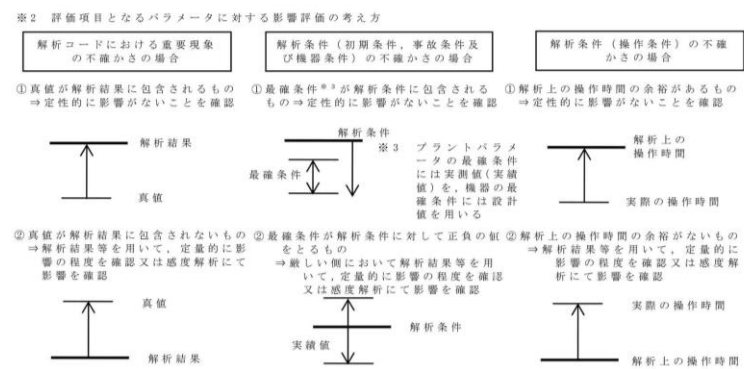 ※2 評価項目となるパラメータに対する影響評価の考え方
解析コードにおける重要現象
の不確かさの場合
①真値が解析結果に包含されるもの
⇒定性的に影響がないことを確認
解析結果
真値
②真値が解析結果に包含されないもの
⇒解析結果等を用いて,定量的に影
響の程度を確認又は感度解析にて
影響を確認
真値
解析結果
解析条件(初期条件,事故条件及
び機器条件)の不確かさの場合
①最確条件※3が解析条件に包含される
もの⇒定性的に影響がないことを確認
解析条件
最確条件
※3 プラントパラメ
ータの最確条件
には実測値(実績
値)を,機器の最
確条件には設計
値を用いる
②最確条件が解析条件に対して正負の値
をとるもの
⇒厳しい側において解析結果等を用
いて,定量的に影響の程度を確認
又は感度解析にて影響を確認
解析条件
実績値
解析条件(操作条件)の不確
かさの場合
①解析上の操作時間の余裕があるもの
⇒定性的に影響がないことを確認
解析上の
操作時間
実際の操作時間
②解析上の操作時間の余裕がないもの
⇒解析結果等を用いて,定量的に
影響の程度を確認又は感度解
析にて影響を確認
実際の操作時間
解析上の操作時間